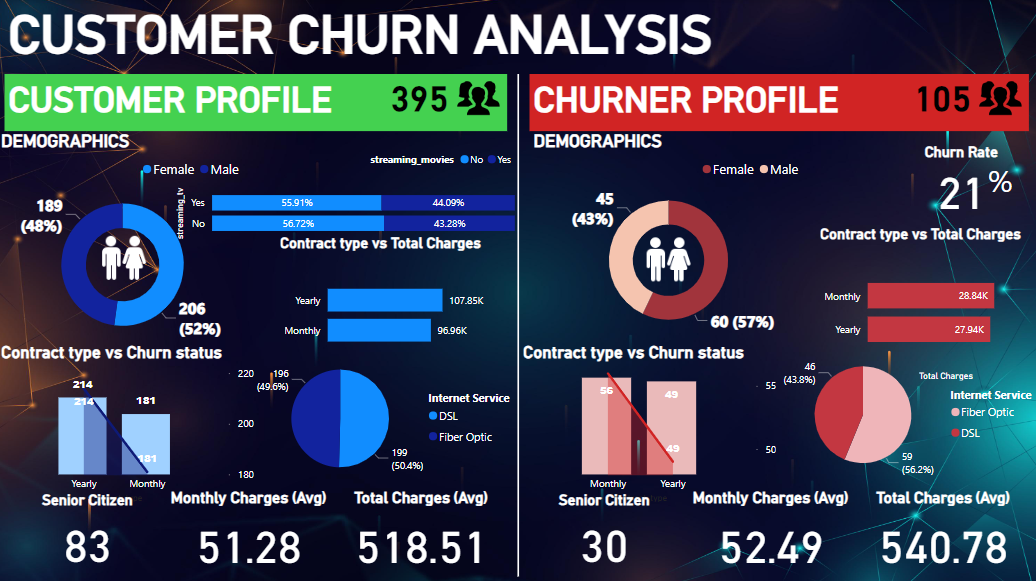 CUSTOMER CHURN ANALYSIS
CUSTOMER PROFILE 395
DEMOGRAPHICS
Female Male
189
(48%)
206
(52%)
streaming_movies No Yes
streaming_tv
Yes 55.91% 44.09%
No 56.72% 43.28%
Contract type vs Total Charges
Yearly 107.85K
Monthly 96.96K
Contract type vs Churn status
214
214
181
181
220
200
180
Yearly Monthly
196
(49.6%)
199
(50.4%)
Internet Service
DSL
Fiber Optic
Senior Citizen
83
Monthly Charges (Avg)
51.28
Total Charges (Avg)
518.51
CHURNER PROFILE 105
DEMOGRAPHICS
Female Male
45
(43%)
60 (57%)
Churn Rate
21 %
Contract type vs Total Charges
Monthly 28.84K
Yearly 27.94K
Total Charges
Contract type vs Churn status
56
49
49
55
50
Monthly Yearly
46
(43.8%)
59
(56.2%)
Internet Service
Fiber Optic
DSL
Senior Citizen
30
Monthly Charges (Avg)
52.49
Total Charges (Avg)
540.78